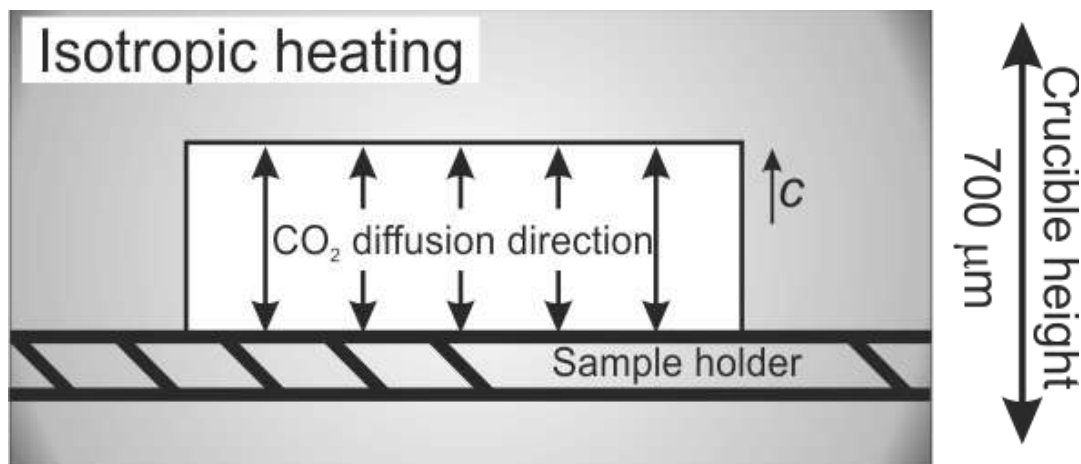 Isotropic heating
C
CO₂ diffusion direction
Sample holder
Crucible height
700 μm